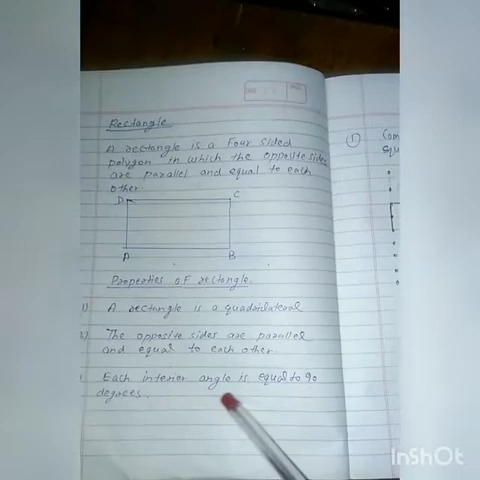 Rectangle
A rectangle is a Four sided
polygon in which the opposite sides
are parallel and equal to each
other.
D C
A B
Properties of rectangle
A rectangle is a quadrilateral
The opposite sides are parallel
and equal to each other.
Each interior angle is equal to 90
degrees.
①
InShOt